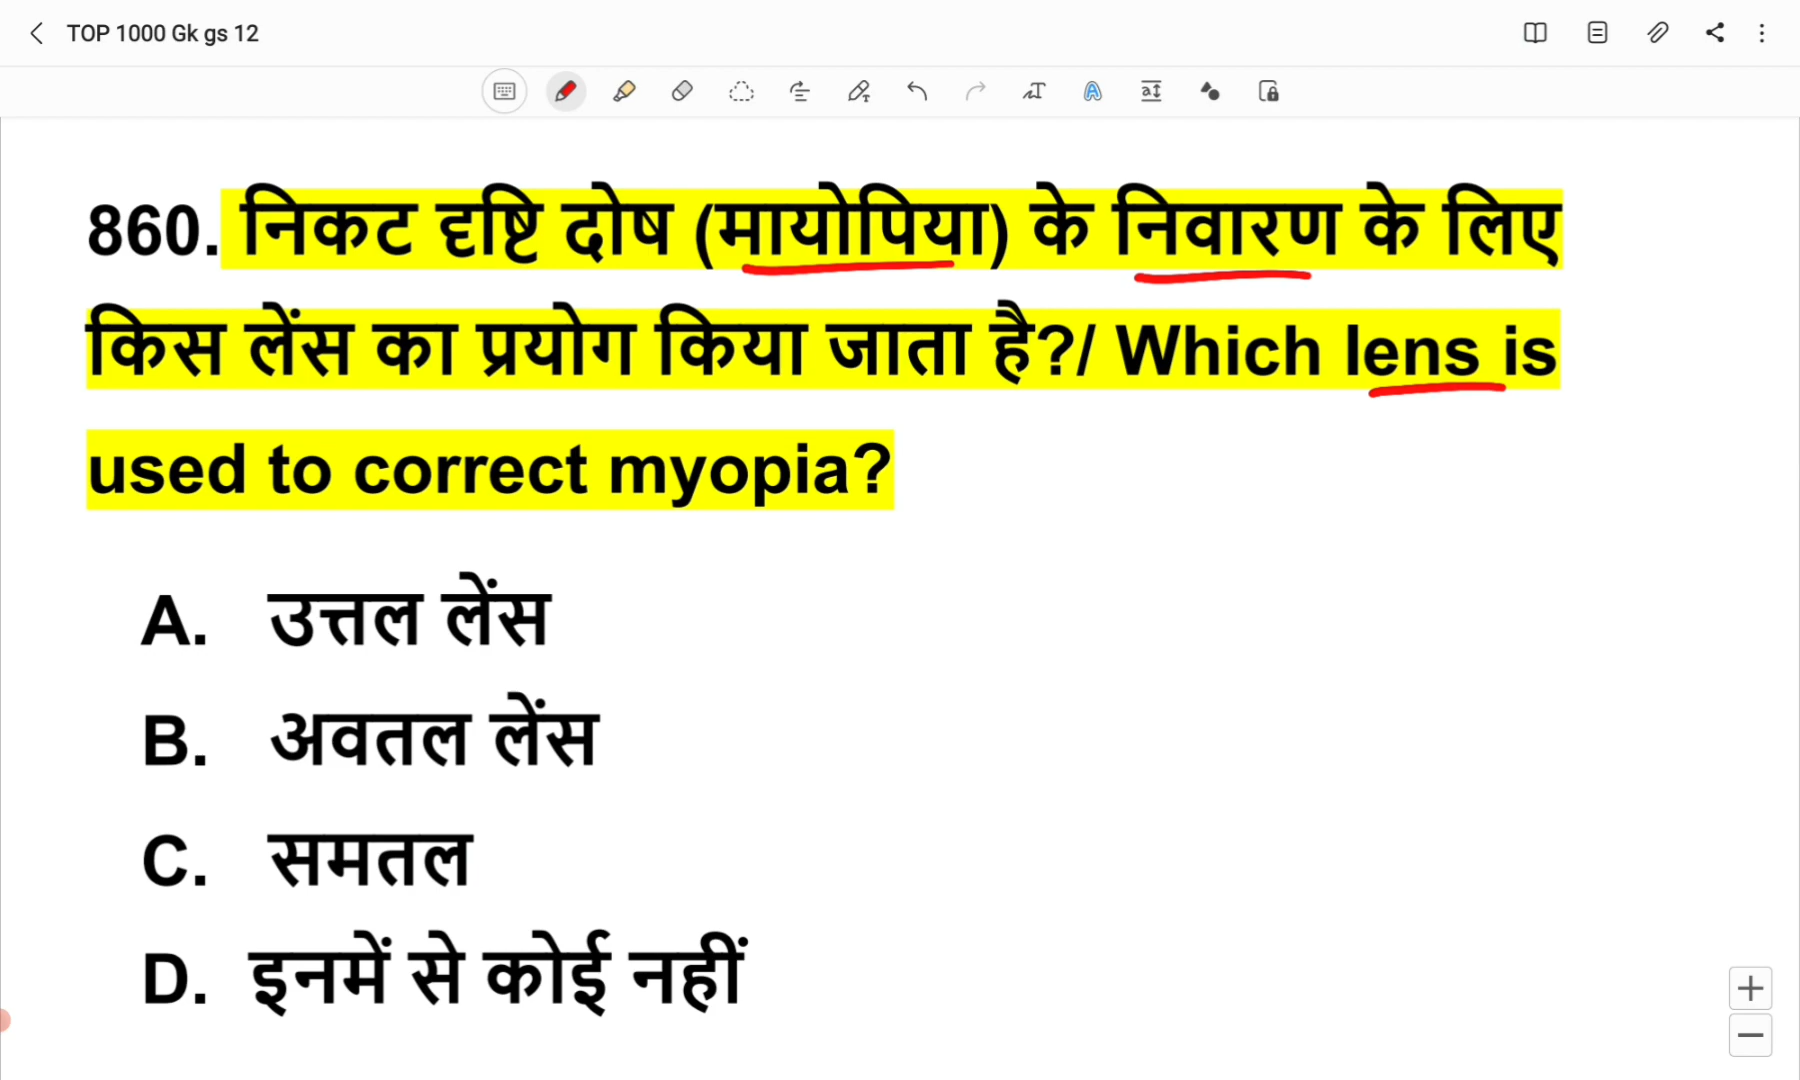 TOP 1000 Gk gs 12
860. निकट दृष्टि दोष (मायोपिया) के निवारण के लिए
किस लेंस का प्रयोग किया जाता है?/ Which lens is
used to correct myopia?
A. उत्तल लेंस
B. अवतल लेंस
C. समतल
D. इनमें से कोई नहीं